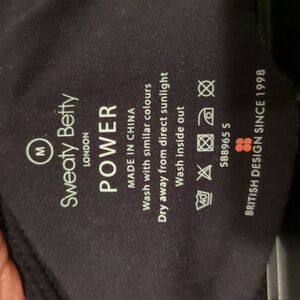 M
Sweaty Betty
LONDON
POWER
MADE IN CHINA
Wash with similar colours
Dry away from direct sunlight
Wash inside out
40
SB8965 S
BRITISH DESIGN SINCE 1998